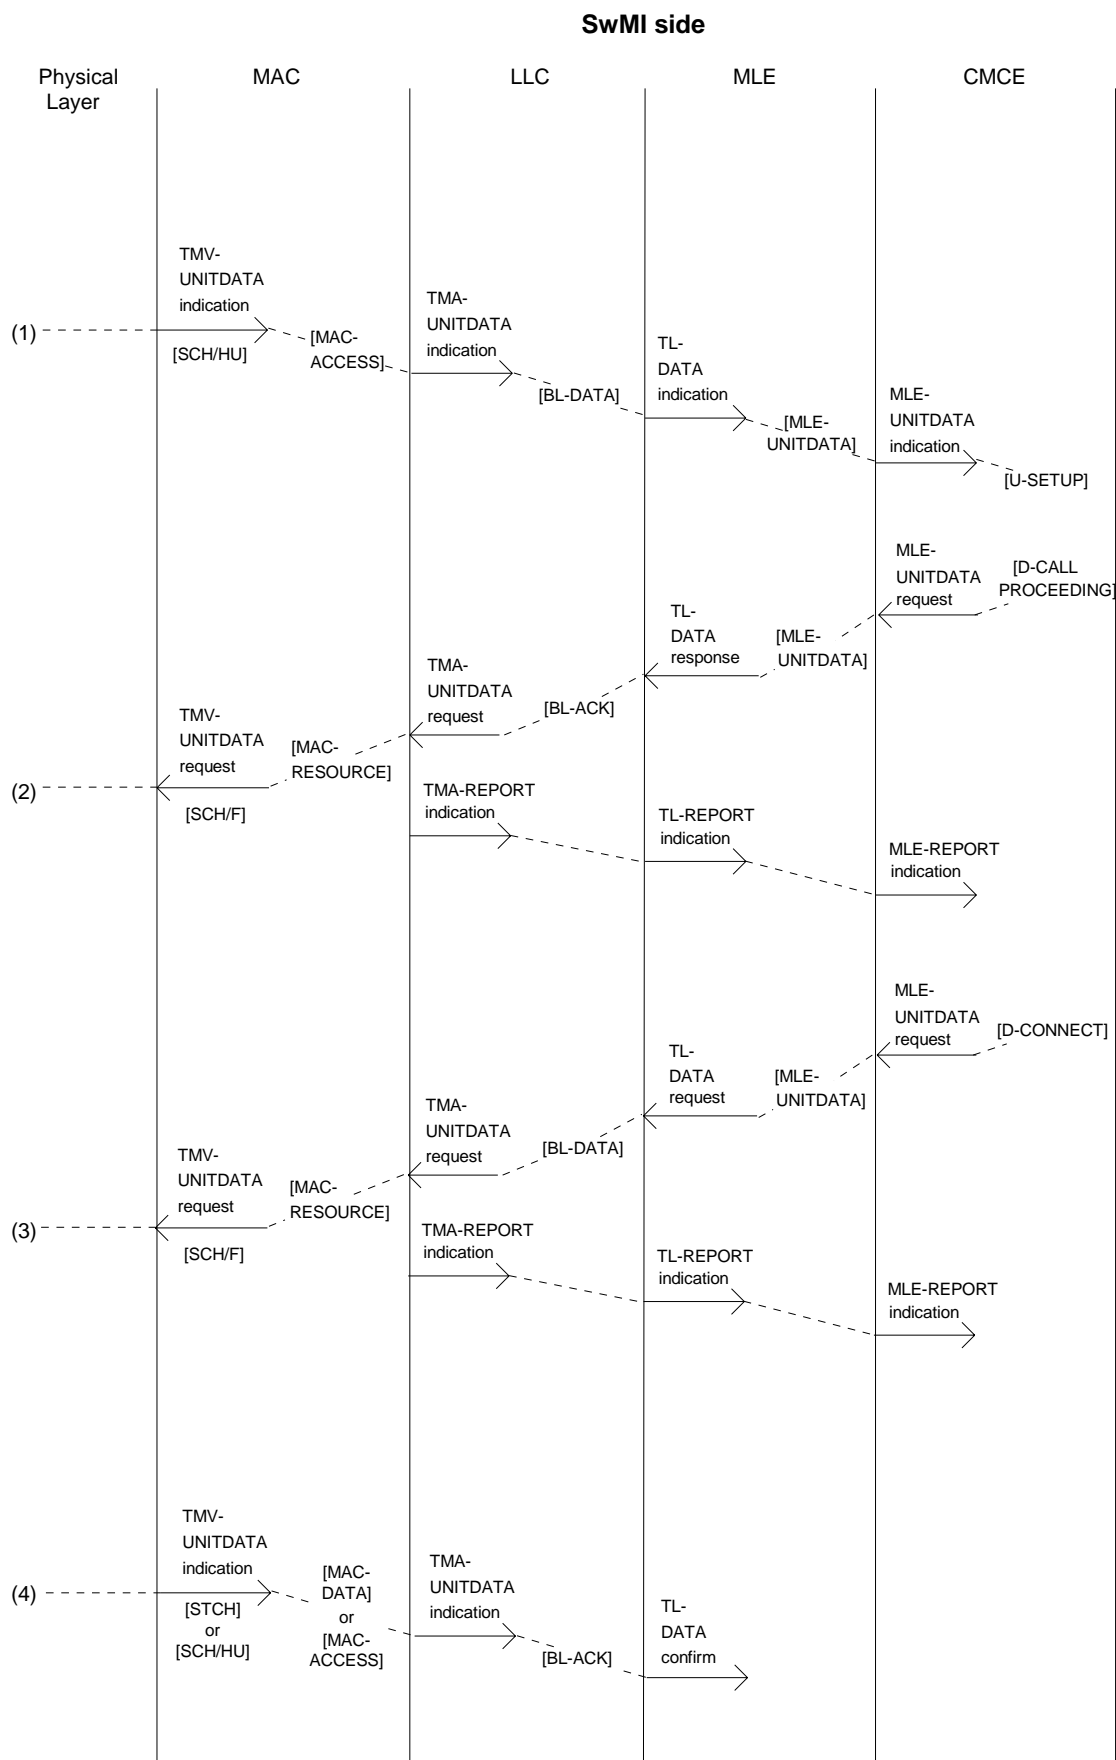 SwMI side
Physical
Layer
MAC
LLC
MLE
CMCE
TMV-
UNITDATA
indication
(1)
[SCH/HU]
[MAC-
ACCESS]
TMA-
UNITDATA
indication
[BL-DATA]
TL-
DATA
indication
[MLE-
UNITDATA]
MLE-
UNITDATA
indication
[U-SETUP]
MLE-
UNITDATA
request
[D-CALL
PROCEEDING]
TL-
DATA
response
[MLE-
UNITDATA]
TMA-
UNITDATA
request
[BL-ACK]
TMV-
UNITDATA
request
[MAC-
RESOURCE]
(2)
[SCH/F]
TMA-REPORT
indication
TL-REPORT
indication
MLE-REPORT
indication
MLE-
UNITDATA
request
[D-CONNECT]
TL-
DATA
request
[MLE-
UNITDATA]
TMA-
UNITDATA
request
[BL-DATA]
TMV-
UNITDATA
request
[MAC-
RESOURCE]
(3)
[SCH/F]
TMA-REPORT
indication
TL-REPORT
indication
MLE-REPORT
indication
TMV-
UNITDATA
indication
(4)
[STCH]
or
[SCH/HU]
[MAC-
DATA]
or
[MAC-
ACCESS]
TMA-
UNITDATA
indication
[BL-ACK]
TL-
DATA
confirm